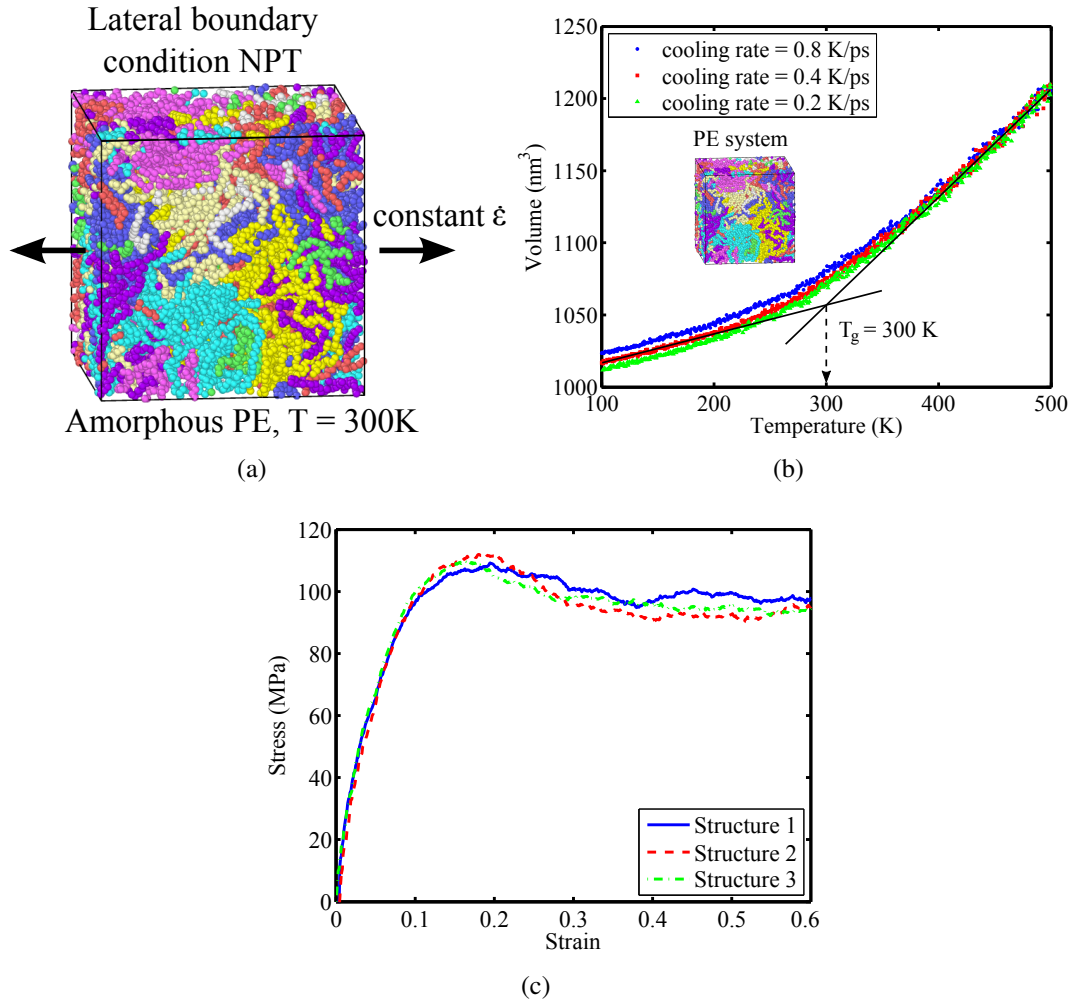 Lateral boundary
condition NPT
constant ε̇
Amorphous PE, T = 300K
(a)
1250
1200
1150
1100
1050
1000
Volume (nm³)
cooling rate = 0.8 K/ps
cooling rate = 0.4 K/ps
cooling rate = 0.2 K/ps
PE system
T_g = 300 K
100 200 300 400 500
Temperature (K)
(b)
120
100
80
60
40
20
0
Stress (MPa)
Structure 1
Structure 2
Structure 3
0 0.1 0.2 0.3 0.4 0.5 0.6
Strain
(c)